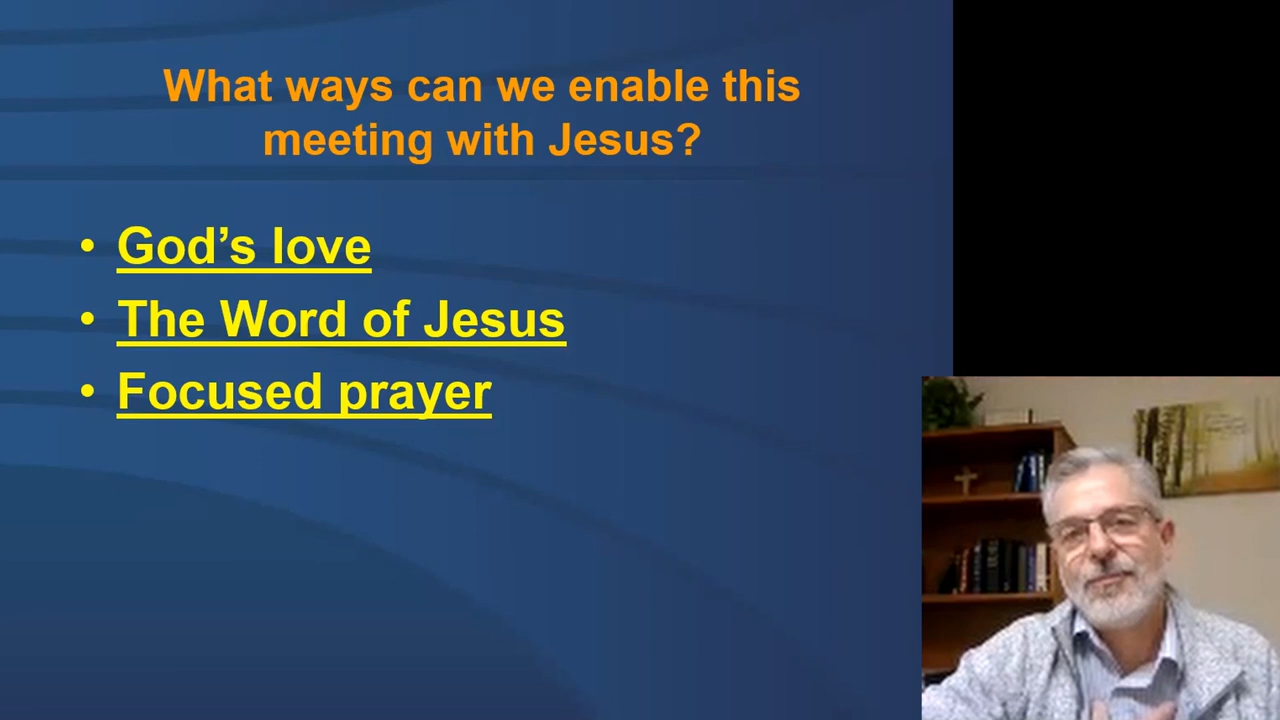 What ways can we enable this
meeting with Jesus?
• God’s love
• The Word of Jesus
• Focused prayer